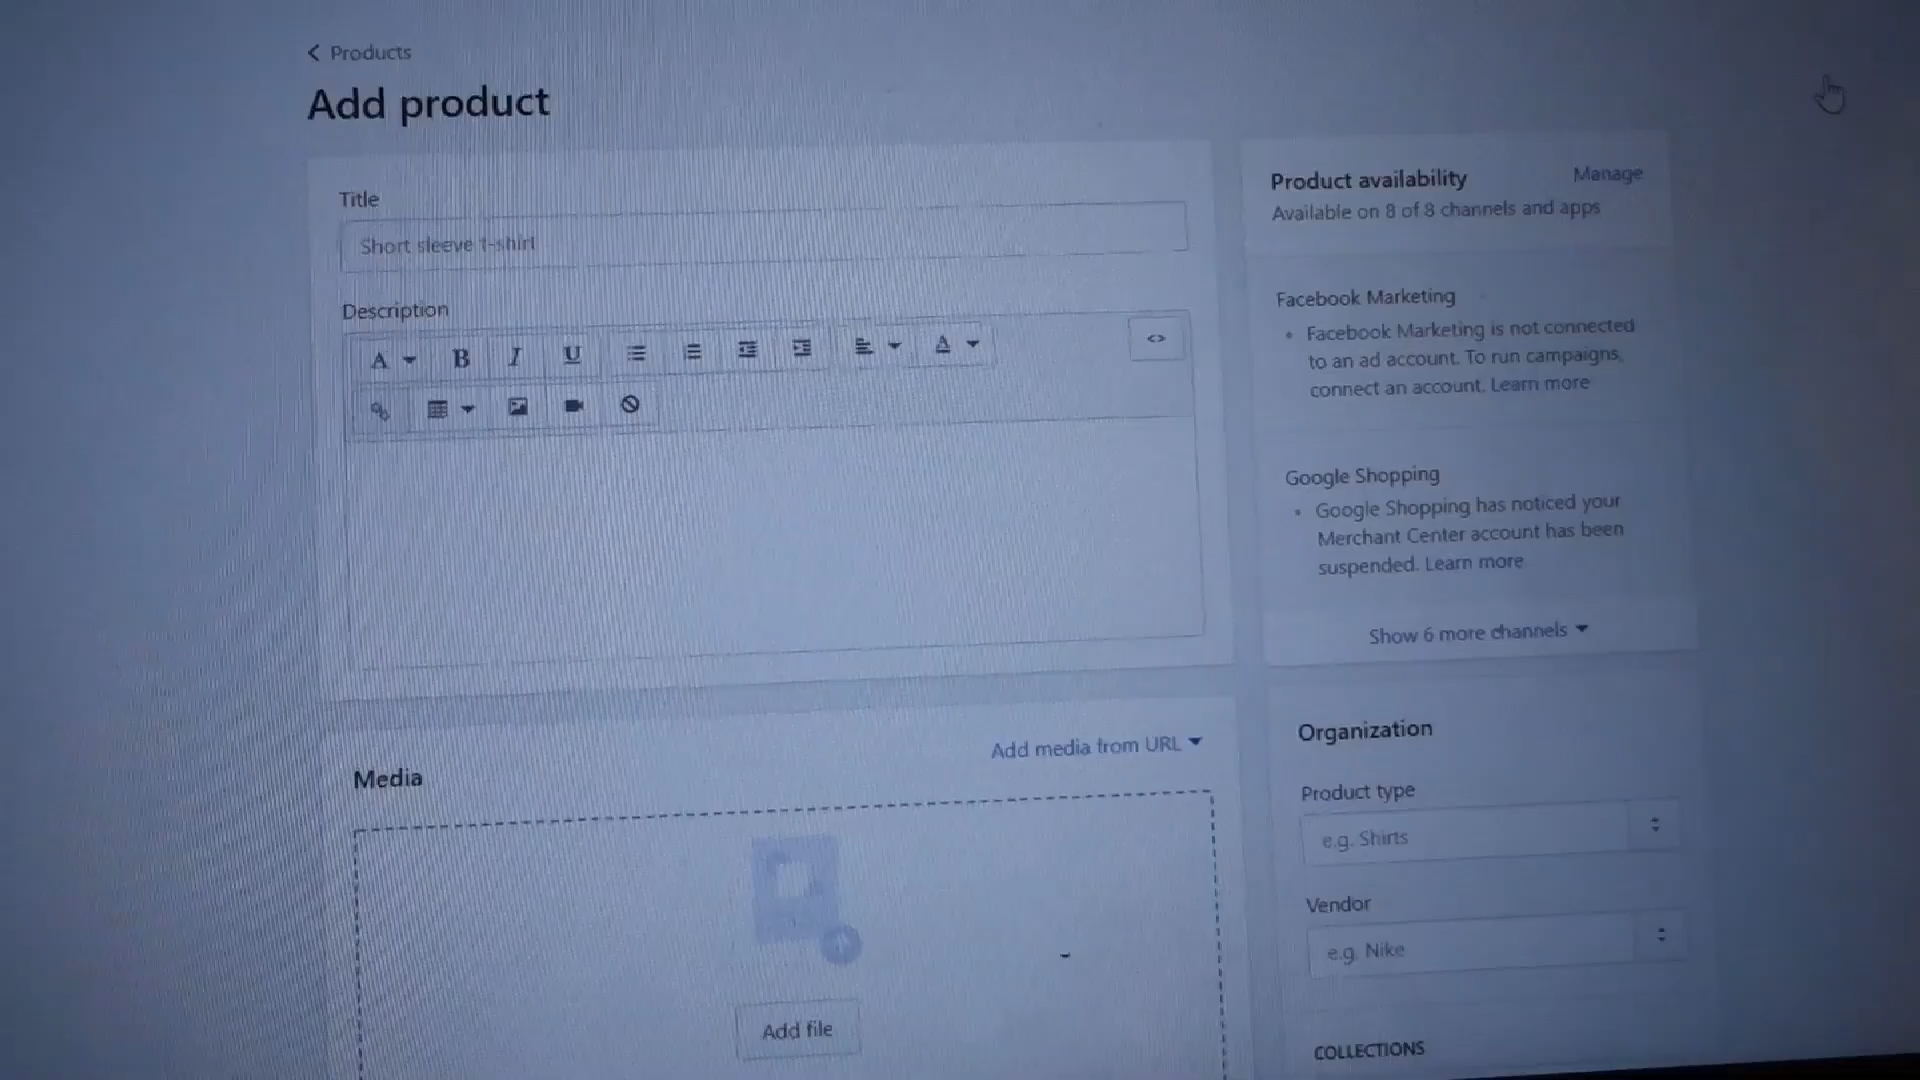 Products
Add product
Title
Short sleeve t-shirt
Description
A
B
I
U
A
<>
Media
Add media from URL
Add file
Product availability
Manage
Available on 8 of 8 channels and apps
Facebook Marketing
Facebook Marketing is not connected
to an ad account. To run campaigns,
connect an account. Learn more
Google Shopping
Google Shopping has noticed your
Merchant Center account has been
suspended. Learn more
Show 6 more channels
Organization
Product type
e.g. Shirts
Vendor
e.g. Nike
COLLECTIONS